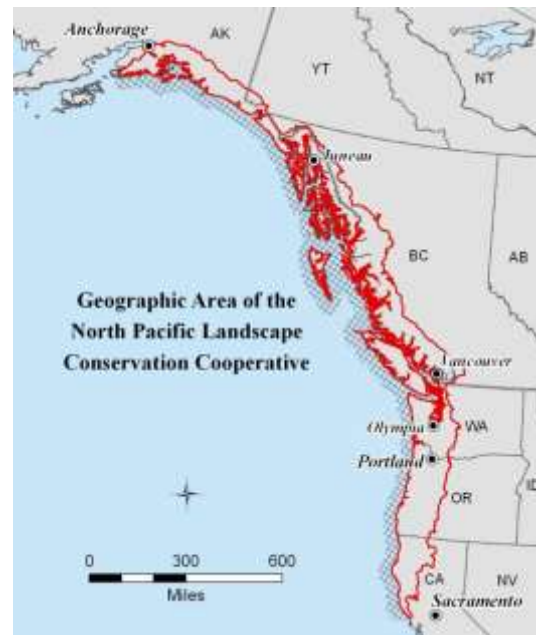 Anchorage
AK
YT
NT
Juneau
BC
AB
Geographic Area of the
North Pacific Landscape
Conservation Cooperative
Vancouver
Olympia
WA
Portland
ID
OR
0 300 600
Miles
CA
NV
Sacramento